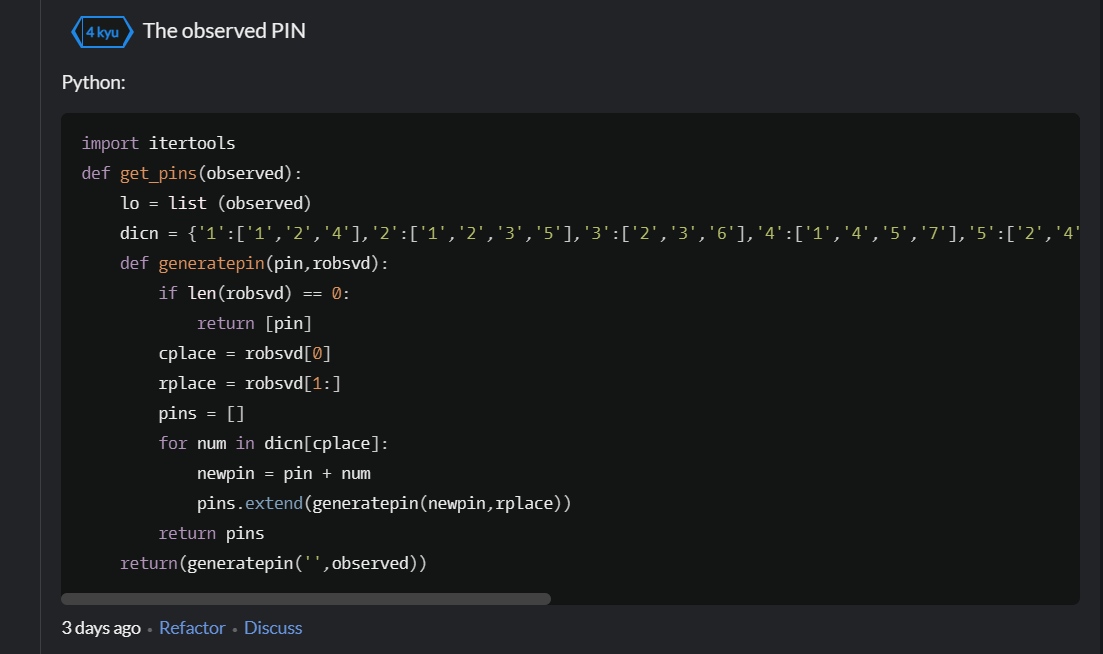 4 kyu The observed PIN
Python:
import itertools
def get_pins(observed):
    lo = list (observed)
    dicn = {'1':['1','2','4'],'2':['1','2','3','5'],'3':['2','3','6'],'4':['1','4','5','7'],'5':['2','4'
    def generatepin(pin,robsvd):
        if len(robsvd) == 0:
            return [pin]
        cplace = robsvd[0]
        rplace = robsvd[1:]
        pins = []
        for num in dicn[cplace]:
            newpin = pin + num
            pins.extend(generatepin(newpin,rplace))
        return pins
    return(generatepin('',observed))
3 days ago • Refactor • Discuss